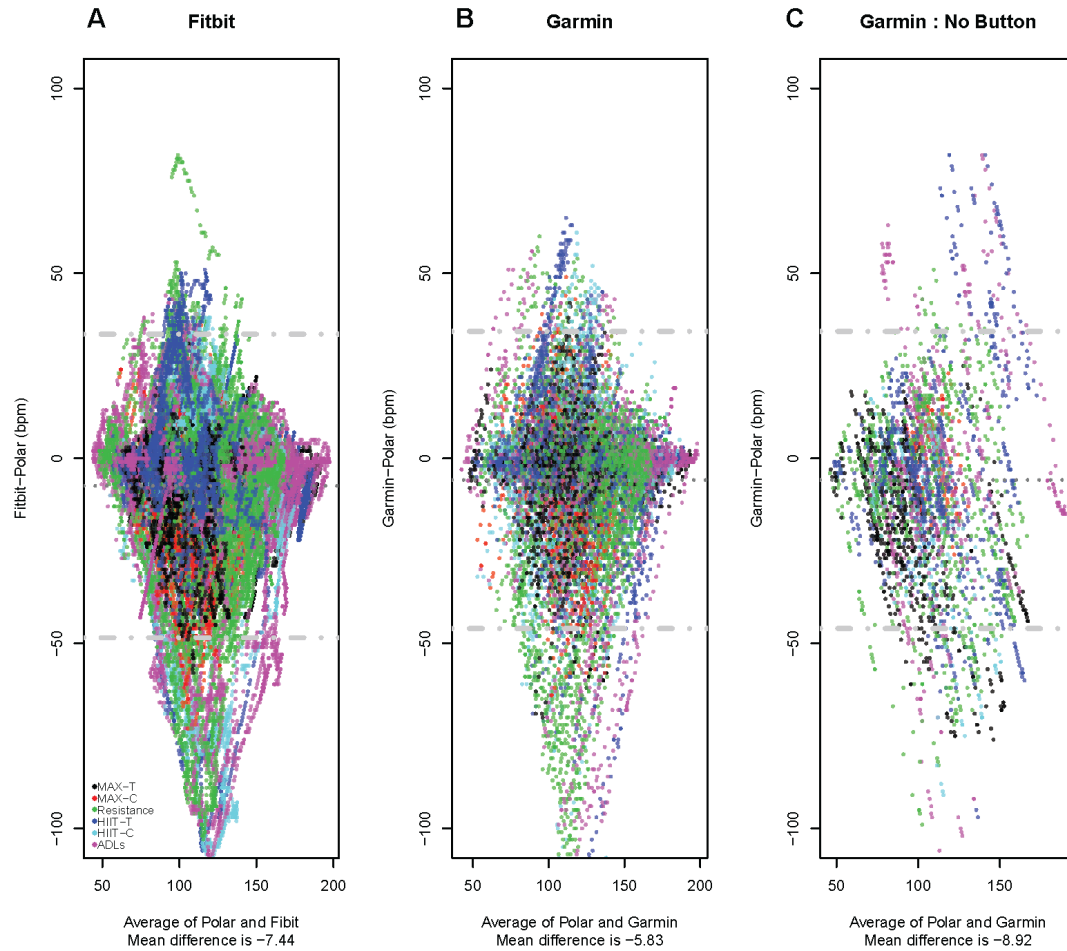 A Fitbit
B Garmin
C Garmin : No Button
Fitbit−Polar (bpm)
100
50
0
−50
−100
MAX−T
MAX−C
Resistance
HIIT−T
HIIT−C
ADLs
50 100 150 200
Average of Polar and Fibit
Mean difference is −7.44
Garmin−Polar (bpm)
100
50
0
−50
−100
50 100 150 200
Average of Polar and Garmin
Mean difference is −5.83
Garmin−Polar (bpm)
100
50
0
−50
−100
50 100 150
Average of Polar and Garmin
Mean difference is −8.92